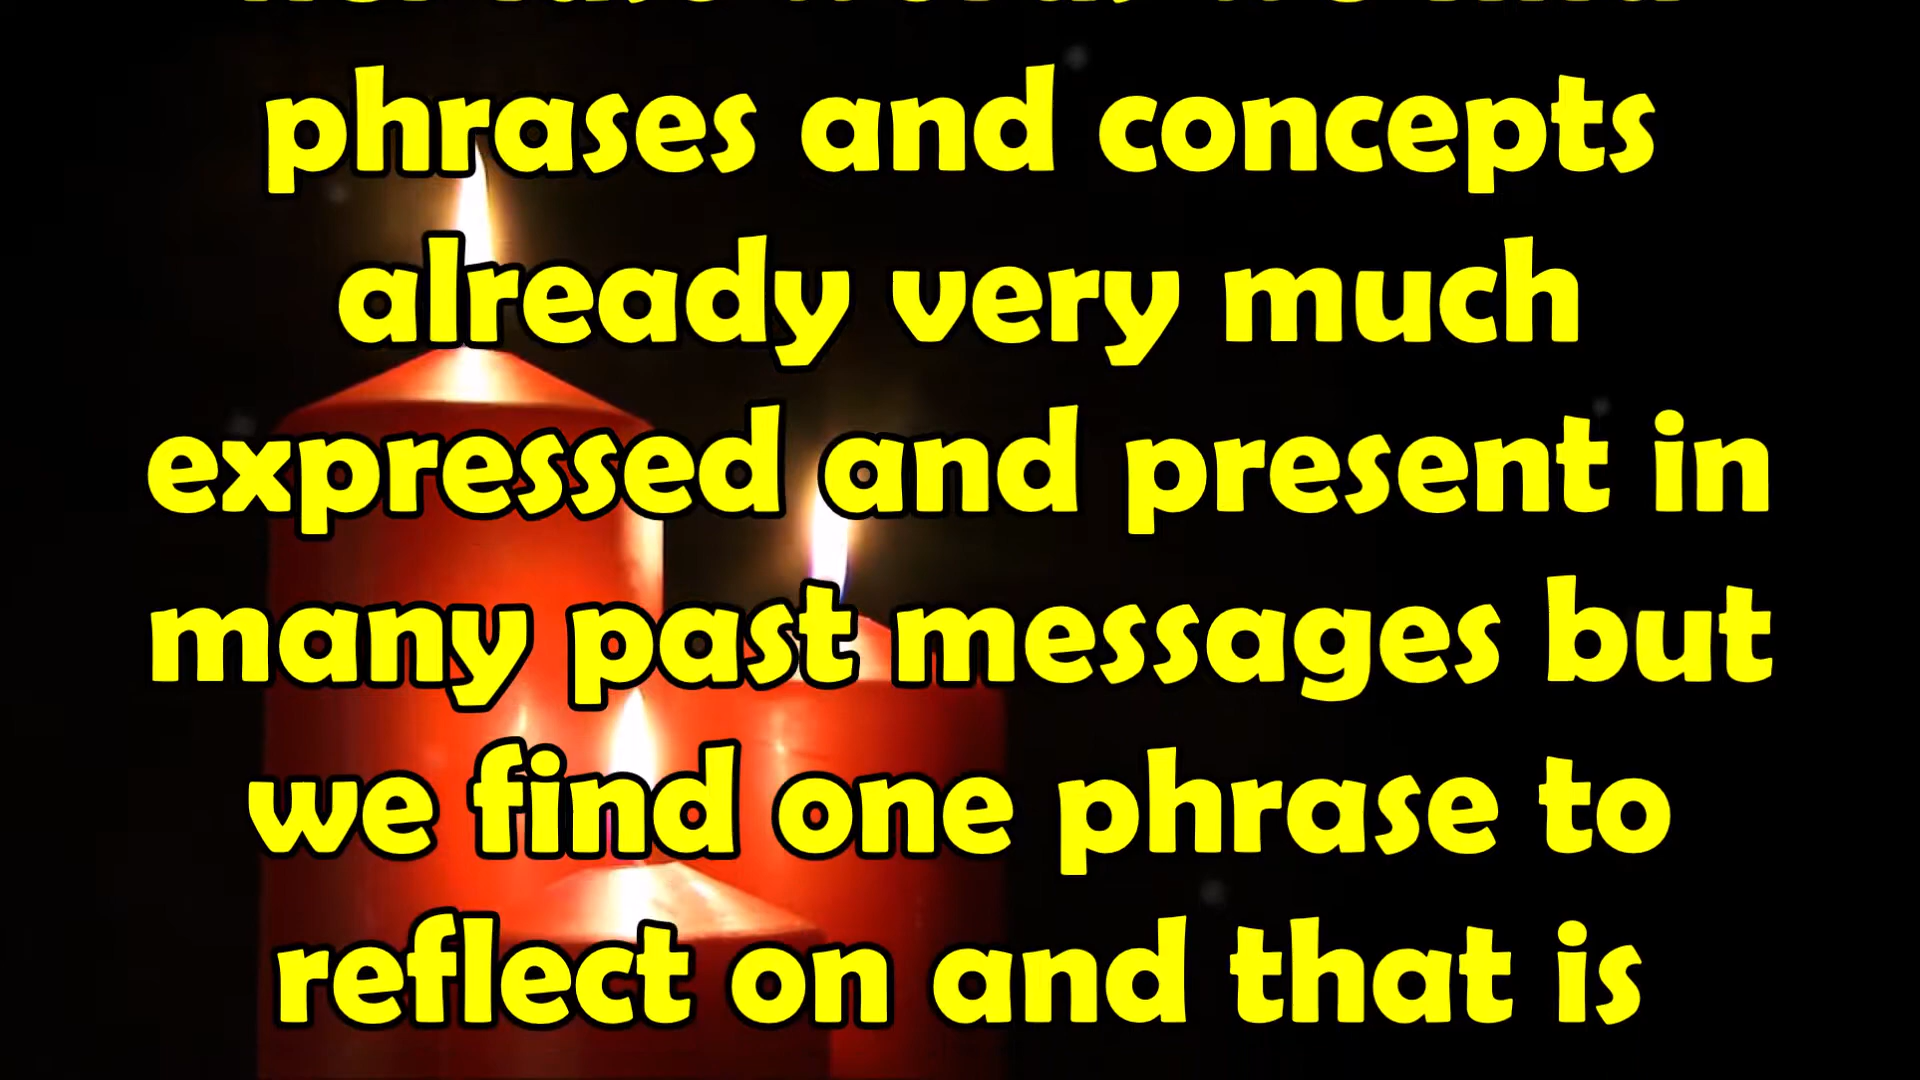 phrases and concepts
already very much
expressed and present in
many past messages but
we find one phrase to
reflect on and that is